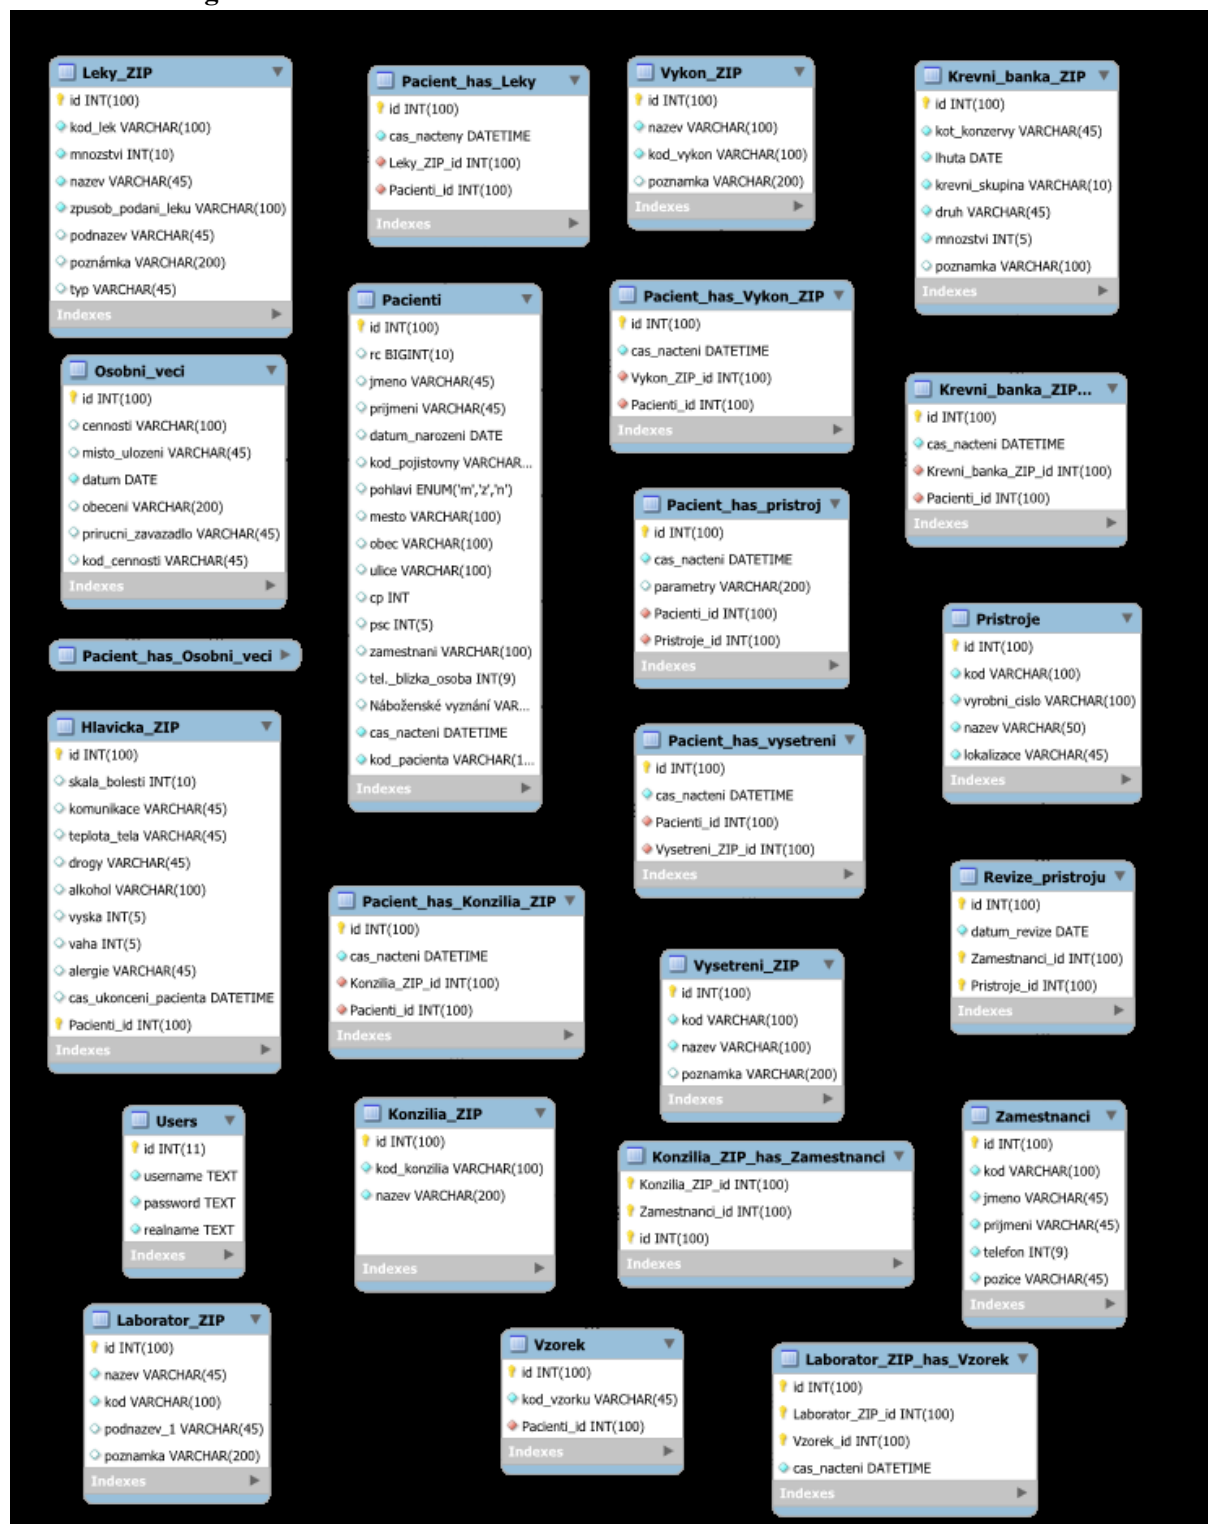 Leky_ZIP
id INT(100)
kod_lek VARCHAR(100)
mnozstvi INT(10)
nazev VARCHAR(45)
zpusob_podani_leku VARCHAR(100)
podnazev VARCHAR(45)
poznámka VARCHAR(200)
typ VARCHAR(45)
Indexes
Pacient_has_Leky
id INT(100)
cas_nacteny DATETIME
Leky_ZIP_id INT(100)
Pacienti_id INT(100)
Indexes
Vykon_ZIP
id INT(100)
nazev VARCHAR(100)
kod_vykon VARCHAR(100)
poznamka VARCHAR(200)
Indexes
Krevni_banka_ZIP
id INT(100)
kot_konzervy VARCHAR(45)
lhuta DATE
krevni_skupina VARCHAR(10)
druh VARCHAR(45)
mnozstvi INT(5)
poznamka VARCHAR(100)
Indexes
Osobni_veci
id INT(100)
cennosti VARCHAR(100)
misto_ulozeni VARCHAR(45)
datum DATE
obeceni VARCHAR(200)
prirucni_zavazadlo VARCHAR(45)
kod_cennosti VARCHAR(45)
Indexes
Pacienti
id INT(100)
rc BIGINT(10)
jmeno VARCHAR(45)
prijmeni VARCHAR(45)
datum_narozeni DATE
kod_pojistovny VARCHAR...
pohlavi ENUM('m','z','n')
mesto VARCHAR(100)
obec VARCHAR(100)
ulice VARCHAR(100)
cp INT
psc INT(5)
zamestnani VARCHAR(100)
tel._blizka_osoba INT(9)
Náboženské vyznání VAR...
cas_nacteni DATETIME
kod_pacienta VARCHAR(1...
Indexes
Pacient_has_Vykon_ZIP
id INT(100)
cas_nacteni DATETIME
Vykon_ZIP_id INT(100)
Pacienti_id INT(100)
Indexes
Krevni_banka_ZIP...
id INT(100)
cas_nacteni DATETIME
Krevni_banka_ZIP_id INT(100)
Pacienti_id INT(100)
Indexes
Pacient_has_pristroj
id INT(100)
cas_nacteni DATETIME
parametry VARCHAR(200)
Pacienti_id INT(100)
Pristroje_id INT(100)
Indexes
Pristroje
id INT(100)
kod VARCHAR(100)
vyrobni_cislo VARCHAR(100)
nazev VARCHAR(50)
lokalizace VARCHAR(45)
Indexes
Pacient_has_Osobni_veci
Hlavicka_ZIP
id INT(100)
skala_bolesti INT(10)
komunikace VARCHAR(45)
teplota_tela VARCHAR(45)
drogy VARCHAR(45)
alkohol VARCHAR(100)
vyska INT(5)
vaha INT(5)
alergie VARCHAR(45)
cas_ukonceni_pacienta DATETIME
Pacienti_id INT(100)
Indexes
Pacient_has_vysetreni
id INT(100)
cas_nacteni DATETIME
Pacienti_id INT(100)
Vysetreni_ZIP_id INT(100)
Indexes
Revize_pristroju
id INT(100)
datum_revize DATE
Zamestnanci_id INT(100)
Pristroje_id INT(100)
Indexes
Pacient_has_Konzilia_ZIP
id INT(100)
cas_nacteni DATETIME
Konzilia_ZIP_id INT(100)
Pacienti_id INT(100)
Indexes
Vysetreni_ZIP
id INT(100)
kod VARCHAR(100)
nazev VARCHAR(100)
poznamka VARCHAR(200)
Indexes
Users
id INT(11)
username TEXT
password TEXT
realname TEXT
Indexes
Konzilia_ZIP
id INT(100)
kod_konzilia VARCHAR(100)
nazev VARCHAR(200)
Indexes
Konzilia_ZIP_has_Zamestnanci
Konzilia_ZIP_id INT(100)
Zamestnanci_id INT(100)
id INT(100)
Indexes
Zamestnanci
id INT(100)
kod VARCHAR(100)
jmeno VARCHAR(45)
prijmeni VARCHAR(45)
telefon INT(9)
pozice VARCHAR(45)
Indexes
Laborator_ZIP
id INT(100)
nazev VARCHAR(45)
kod VARCHAR(100)
podnazev_1 VARCHAR(45)
poznamka VARCHAR(200)
Indexes
Vzorek
id INT(100)
kod_vzorku VARCHAR(45)
Pacienti_id INT(100)
Indexes
Laborator_ZIP_has_Vzorek
id INT(100)
Laborator_ZIP_id INT(100)
Vzorek_id INT(100)
cas_nacteni DATETIME
Indexes